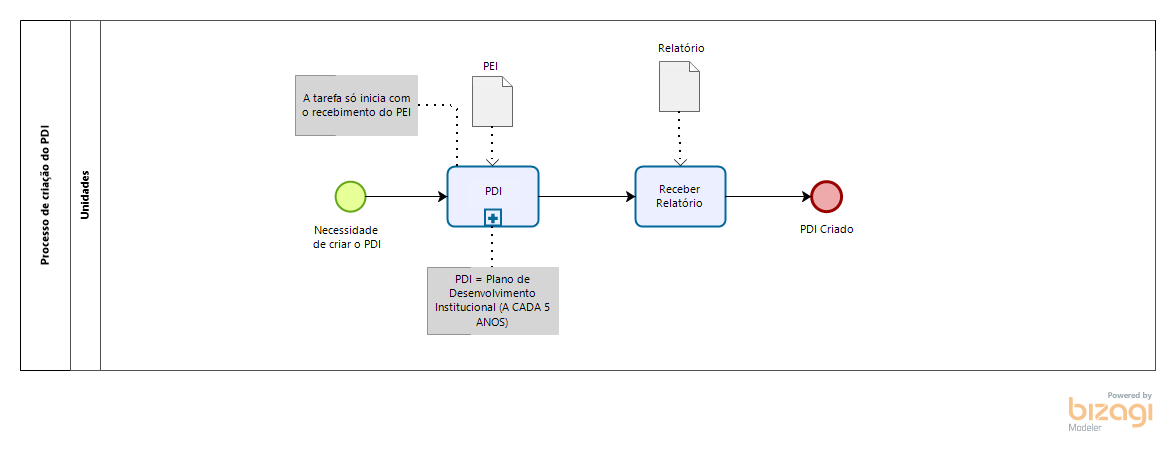 Processo de criação do PDI
Unidades
A tarefa só inicia com
o recebimento do PEI
PEI
Relatório
Necessidade
de criar o PDI
PDI
Receber
Relatório
PDI Criado
PDI = Plano de
Desenvolvimento
Institucional (A CADA 5
ANOS)
Powered by
bizagi
Modeler